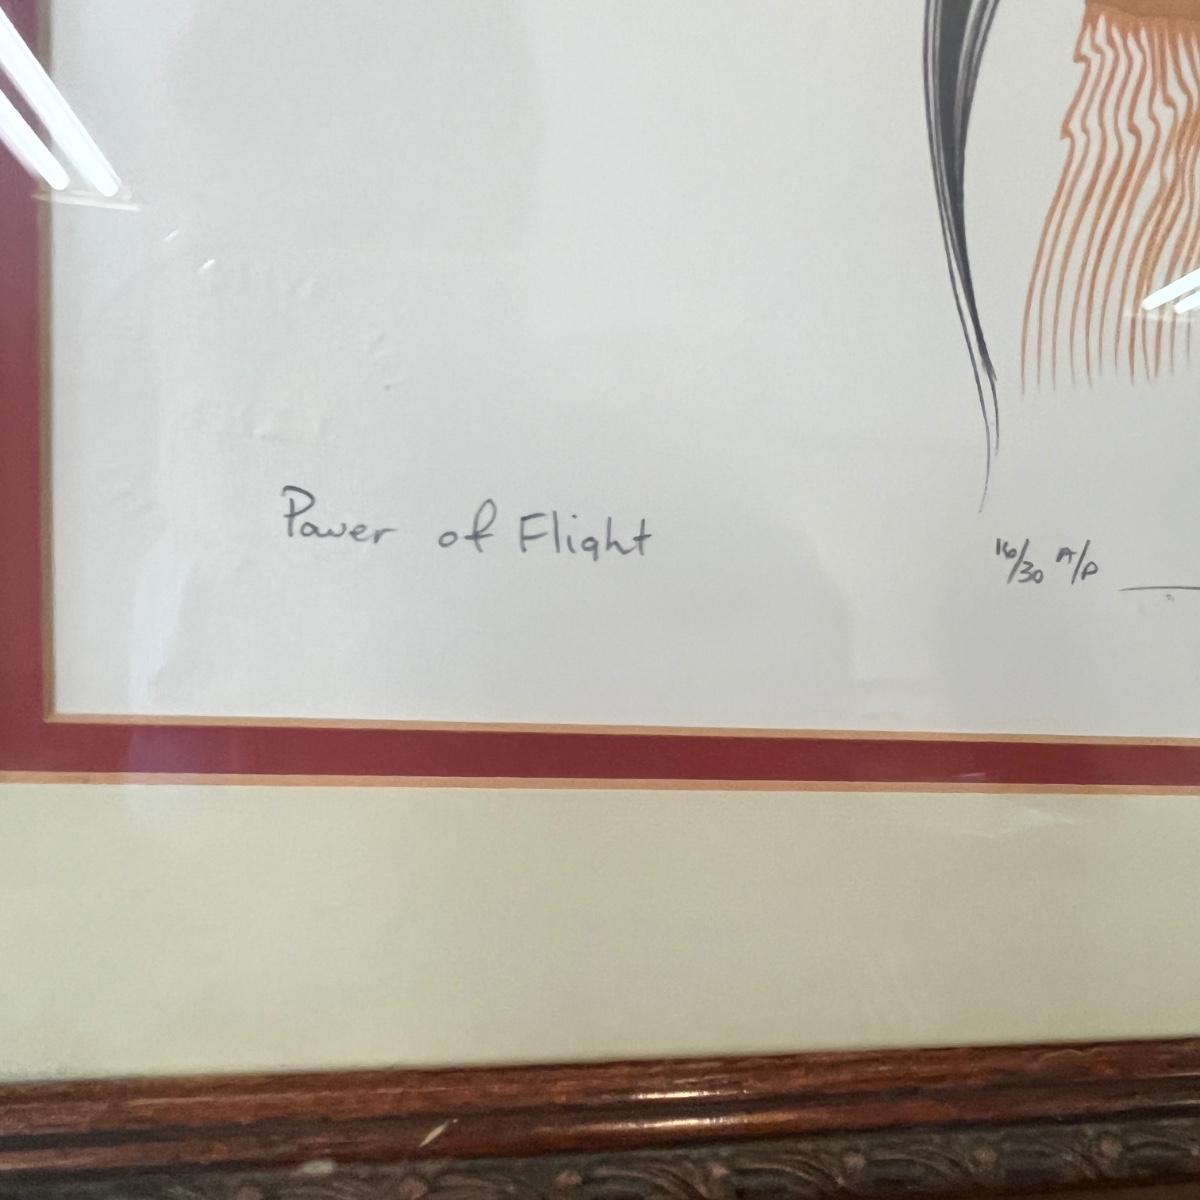 Power of Flight
16/30 A/P